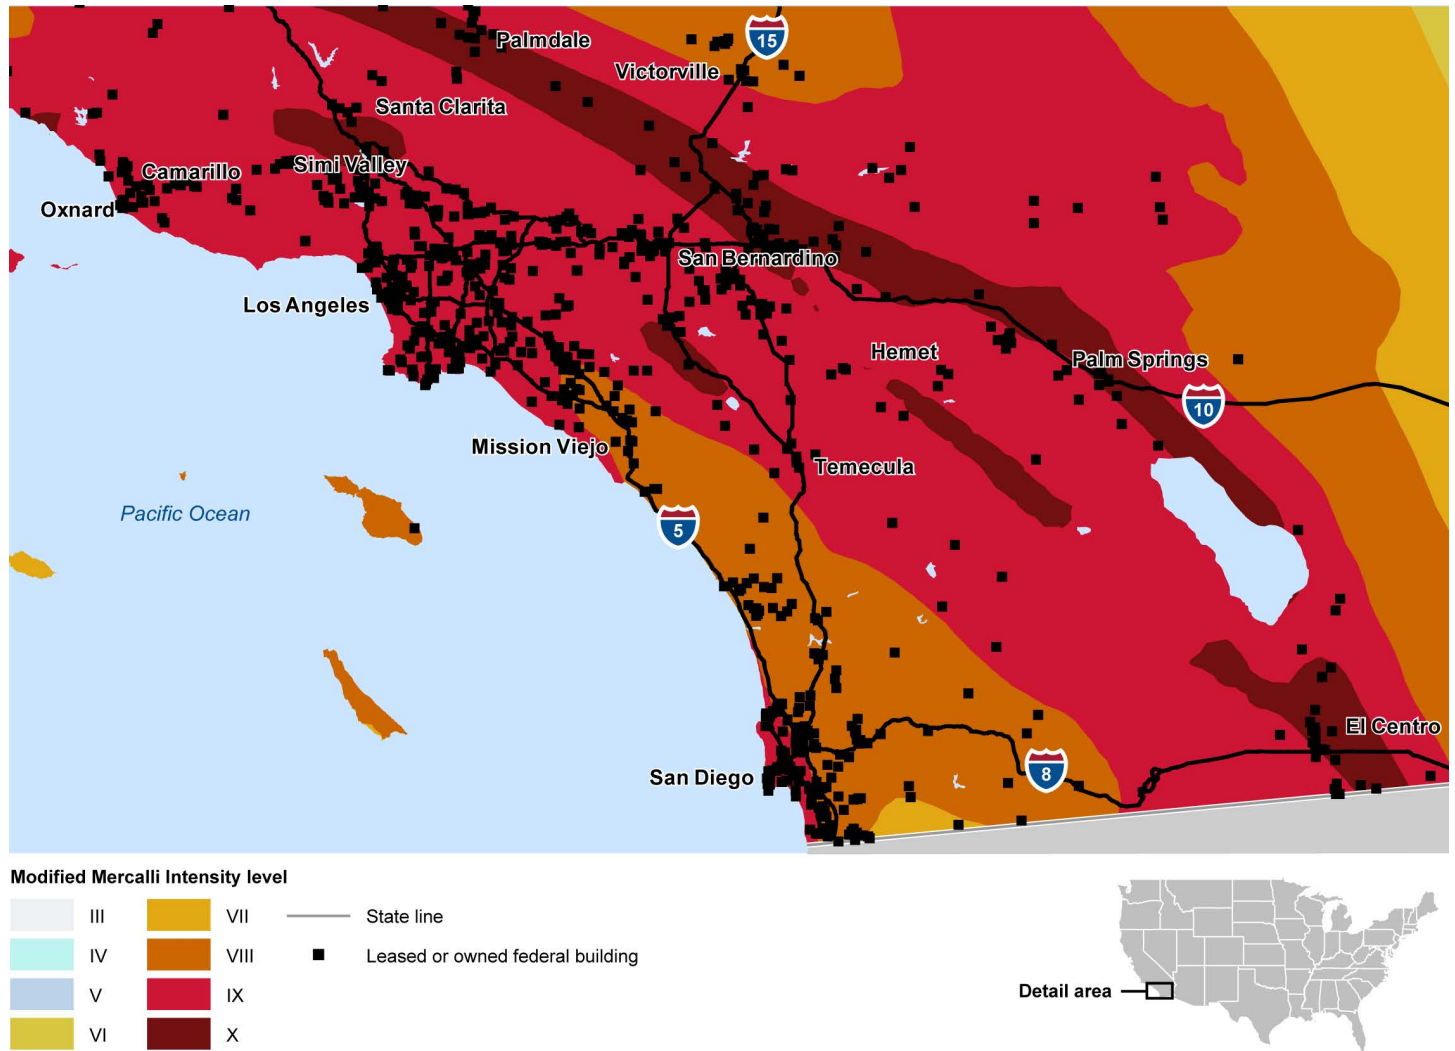 Palmdale
15
Victorville
Santa Clarita
Simi Valley
Camarillo
Oxnard
San Bernardino
Los Angeles
Hemet
Palm Springs
10
Mission Viejo
Temecula
Pacific Ocean
5
El Centro
San Diego
8
Modified Mercalli Intensity level
III
VII
State line
IV
VIII
Leased or owned federal building
V
IX
Detail area
VI
X